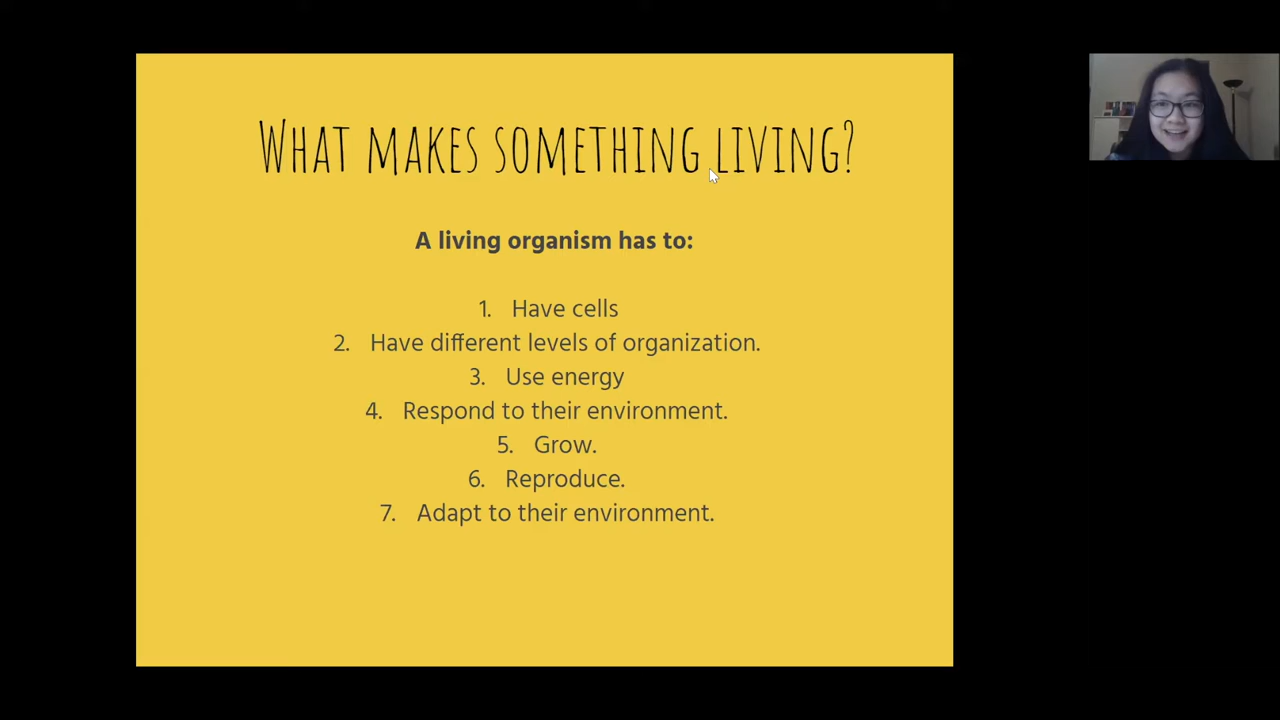 WHAT MAKES SOMETHING LIVING?
A living organism has to:
1. Have cells
2. Have different levels of organization.
3. Use energy
4. Respond to their environment.
5. Grow.
6. Reproduce.
7. Adapt to their environment.